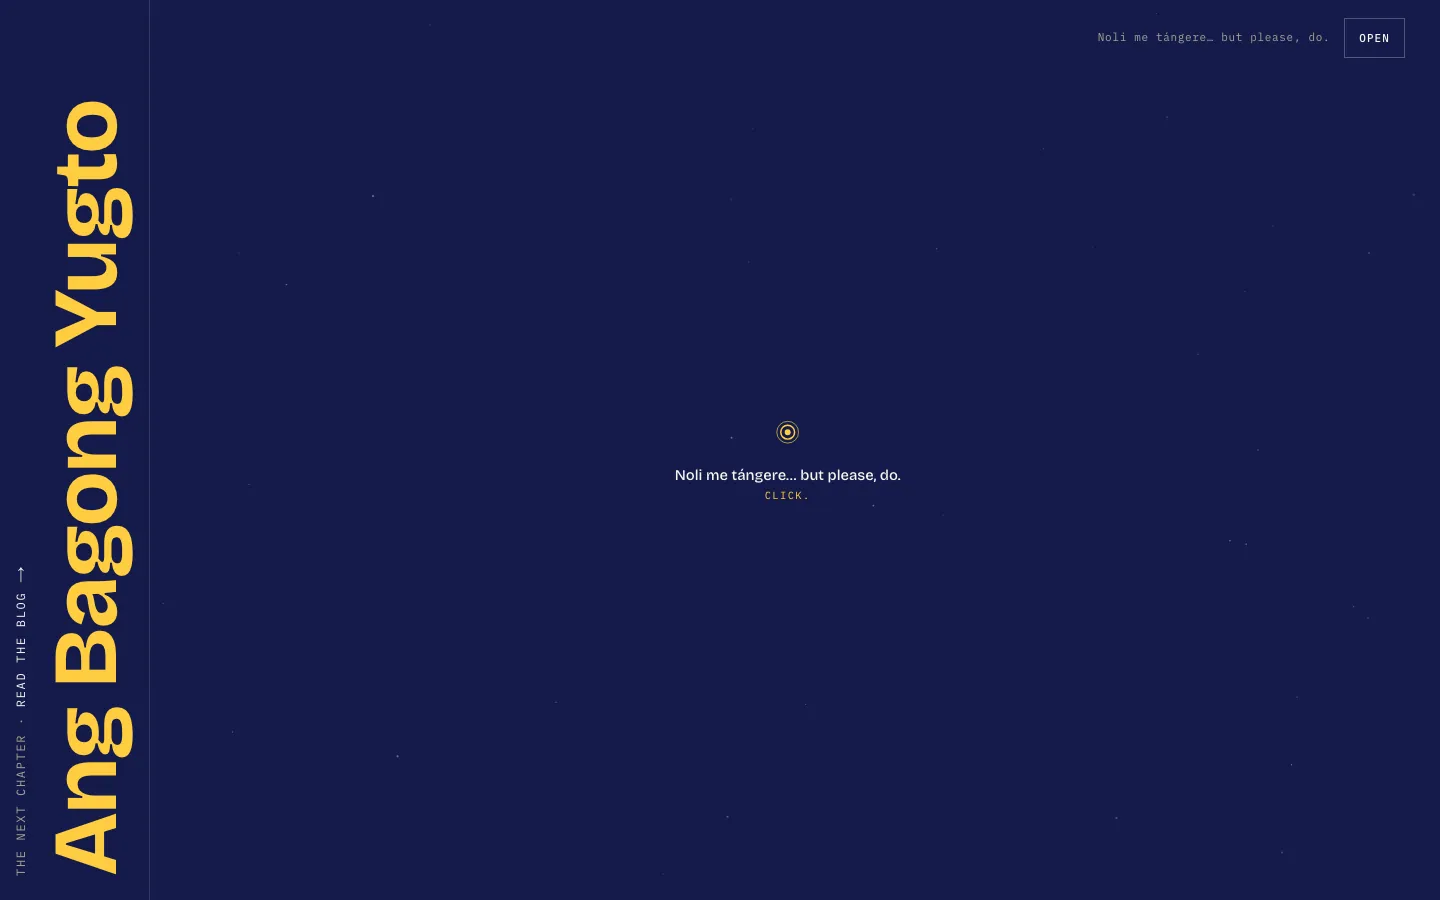 Noli me tángere… but please, do.
OPEN
THE NEXT CHAPTER · READ THE BLOG →
Ang Bagong Yugto
Noli me tángere... but please, do.
CLICK.